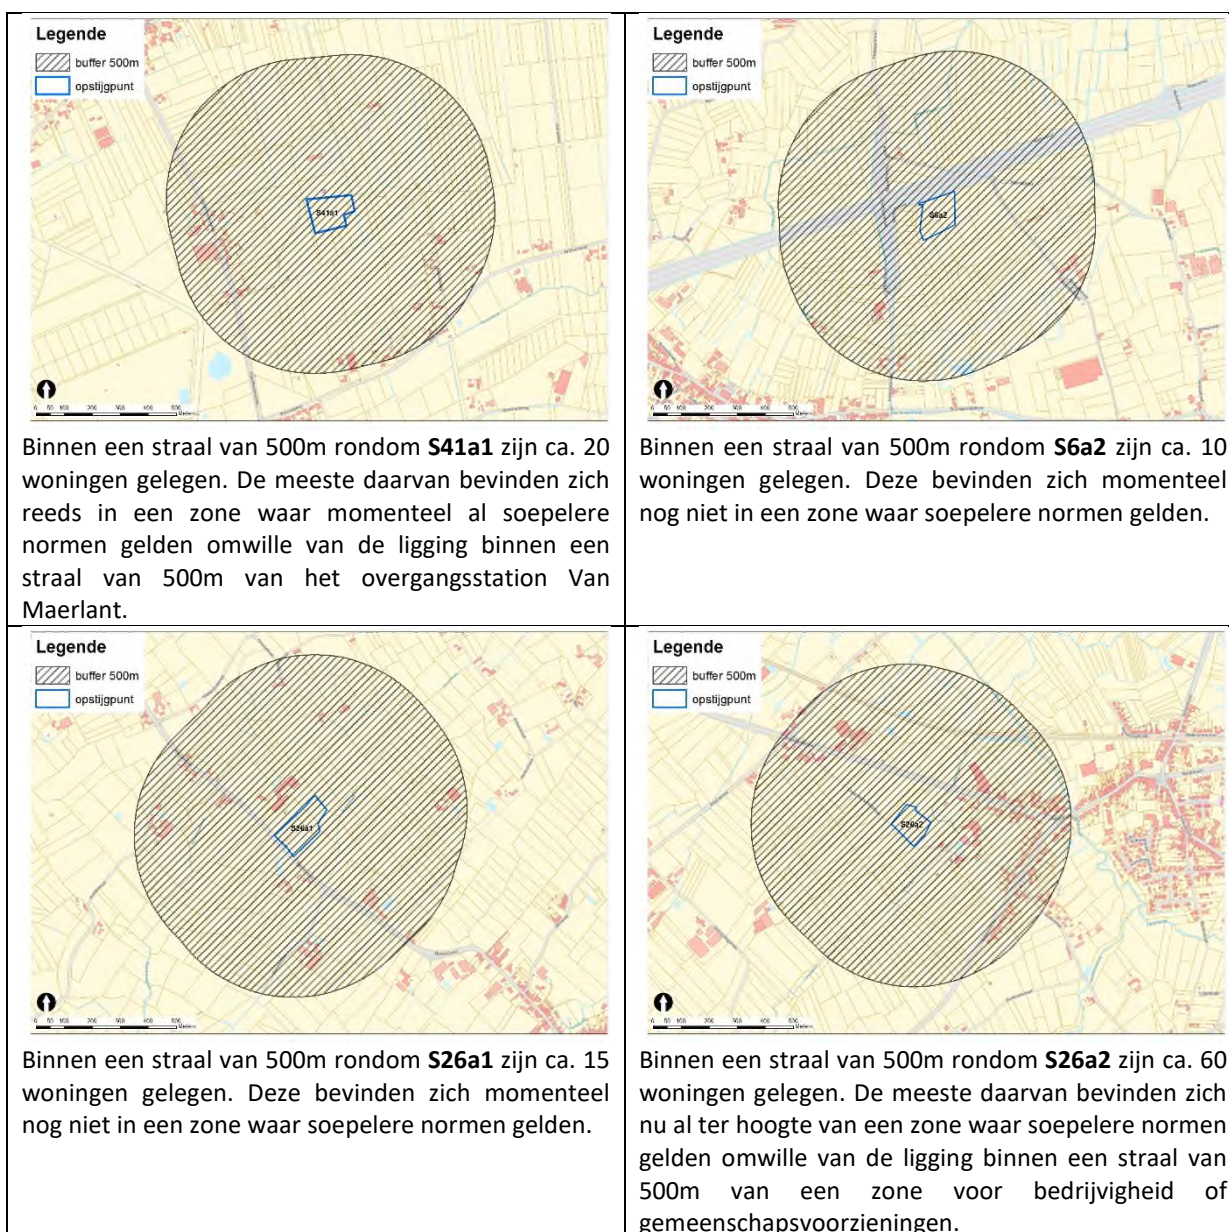 Legende
buffer 500m
opstijgpunt
S41a1
Binnen een straal van 500m rondom S41a1 zijn ca. 20
woningen gelegen. De meeste daarvan bevinden zich
reeds in een zone waar momenteel al soepelere
normen gelden omwille van de ligging binnen een
straal van 500m van het overgangsstation Van
Maerlant.
Legende
buffer 500m
opstijgpunt
S6a2
Binnen een straal van 500m rondom S6a2 zijn ca. 10
woningen gelegen. Deze bevinden zich momenteel
nog niet in een zone waar soepelere normen gelden.
Legende
buffer 500m
opstijgpunt
S26a1
Binnen een straal van 500m rondom S26a1 zijn ca. 15
woningen gelegen. Deze bevinden zich momenteel
nog niet in een zone waar soepelere normen gelden.
Legende
buffer 500m
opstijgpunt
S26a2
Binnen een straal van 500m rondom S26a2 zijn ca. 60
woningen gelegen. De meeste daarvan bevinden zich
nu al ter hoogte van een zone waar soepelere normen
gelden omwille van de ligging binnen een straal van
500m van een zone voor bedrijvigheid of
gemeenschapsvoorzieningen.